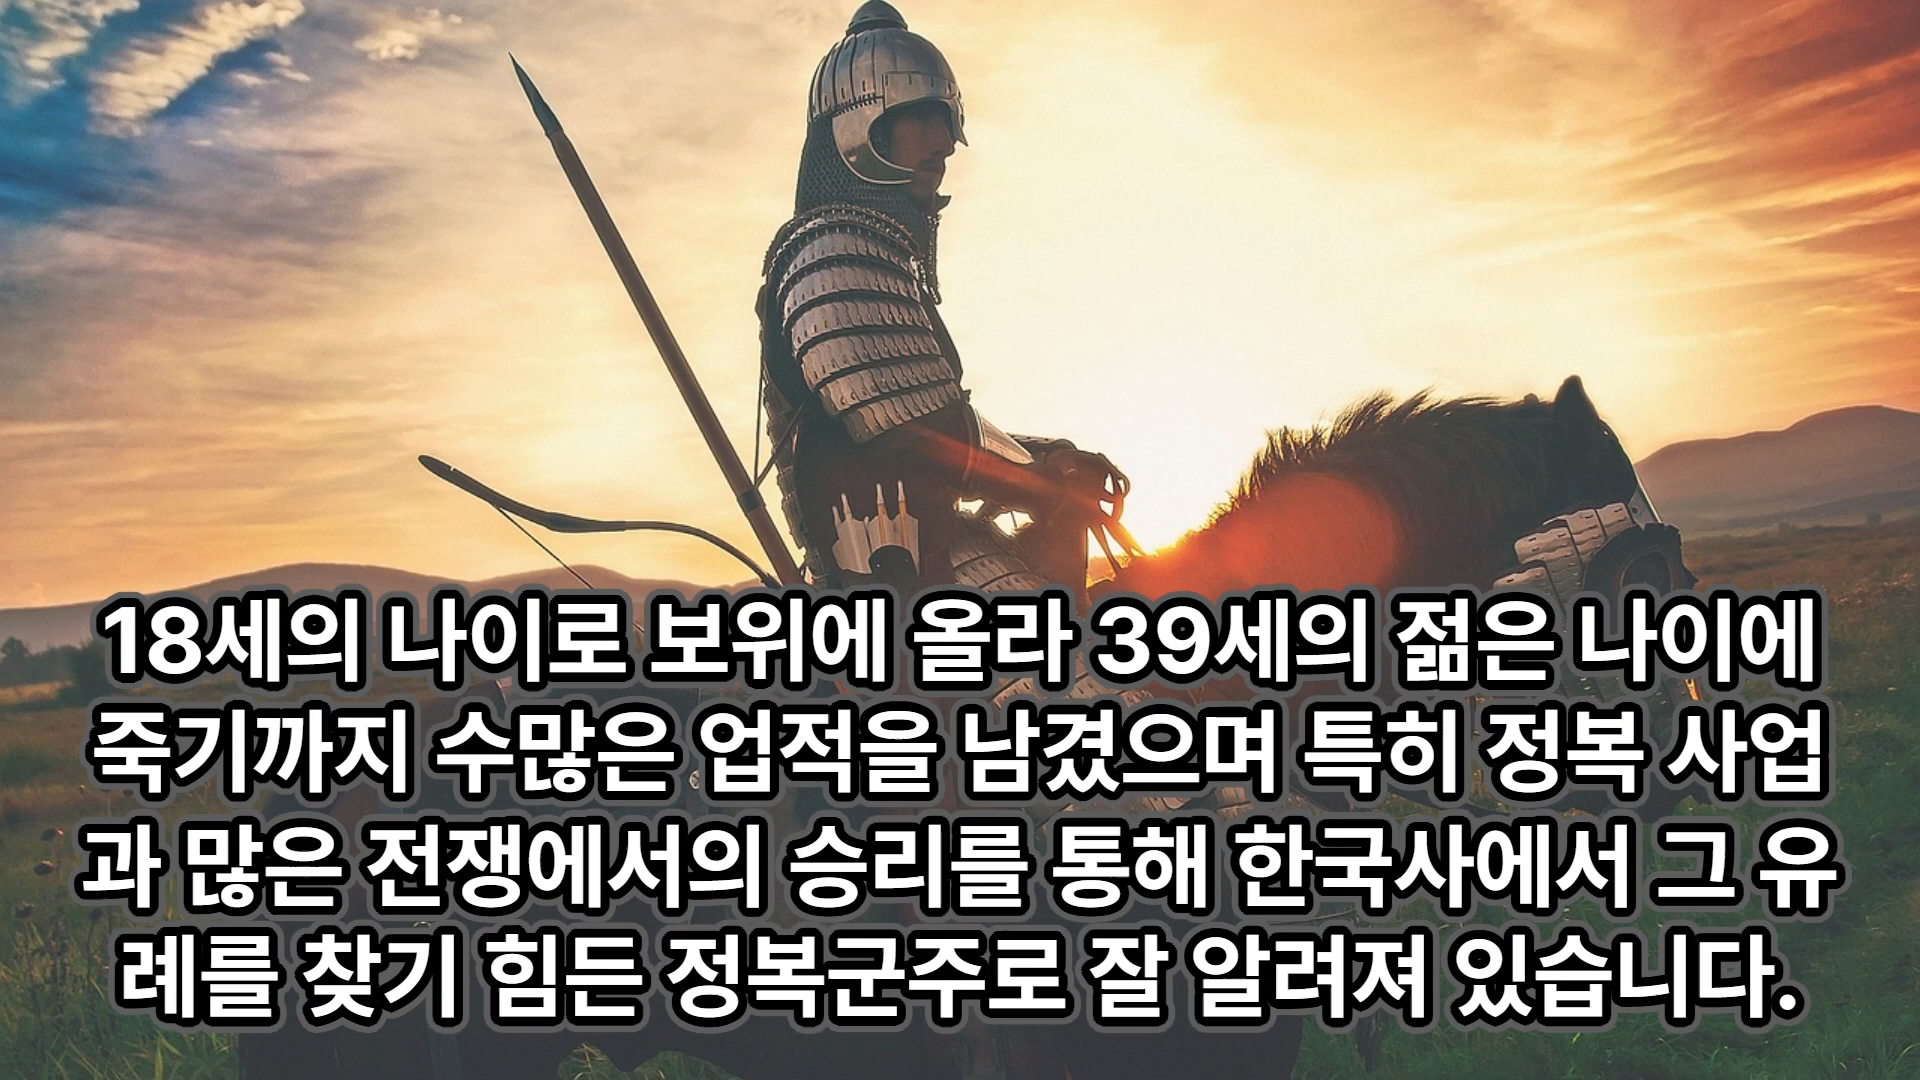 18세의 나이로 보위에 올라 39세의 젊은 나이에
죽기까지 수많은 업적을 남겼으며 특히 정복 사업
과 많은 전쟁에서의 승리를 통해 한국사에서 그 유
례를 찾기 힘든 정복군주로 잘 알려져 있습니다.